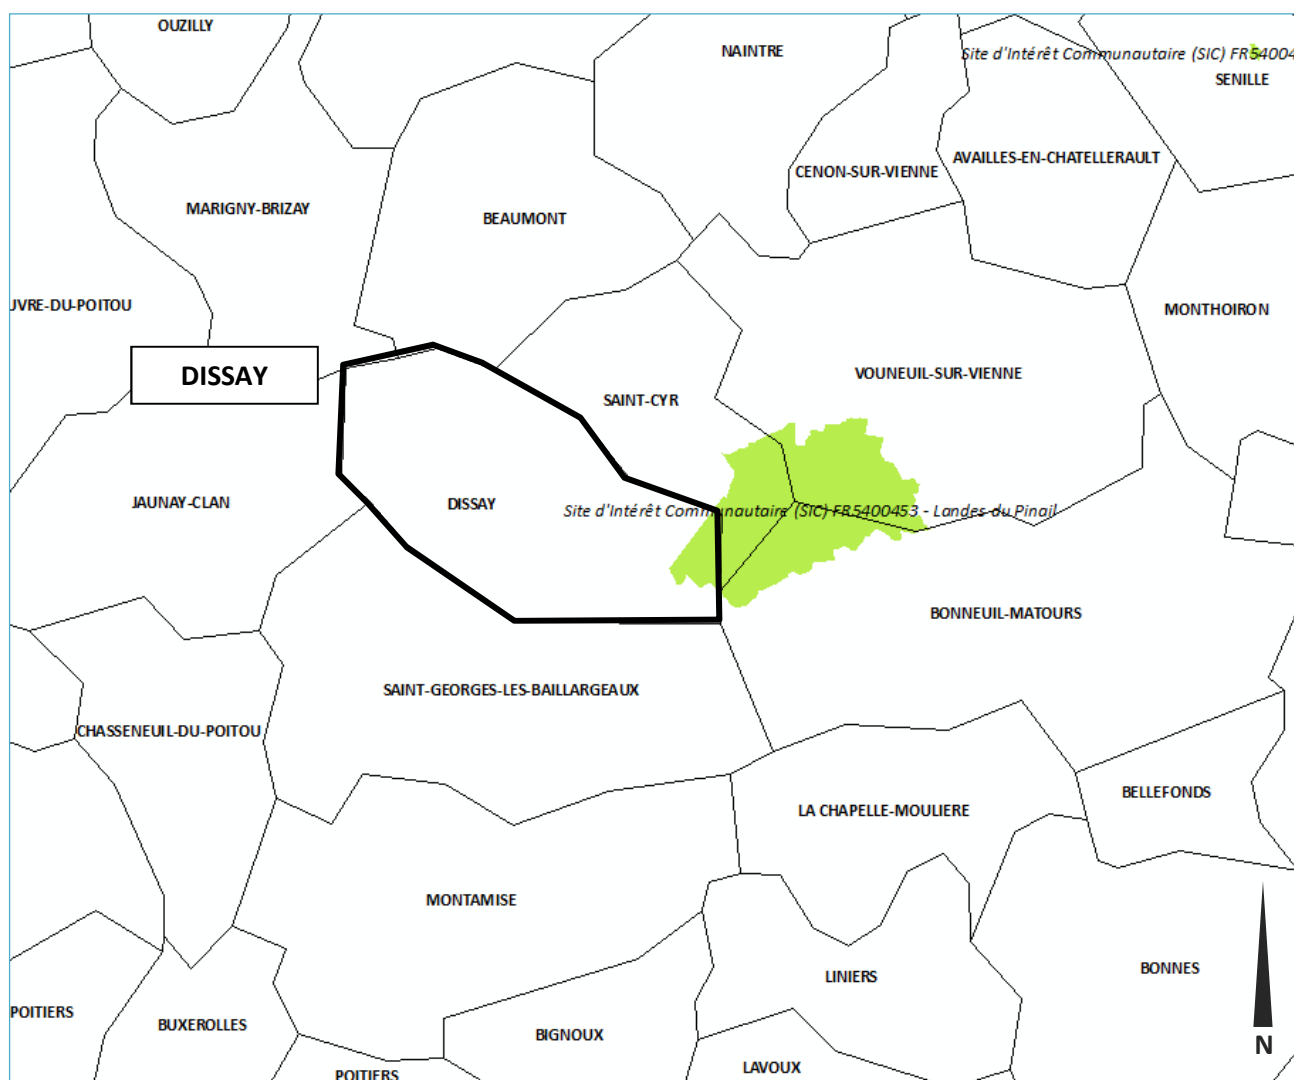 OUZILLY
NAINTRE
Site d'Intérêt Communautaire (SIC) FR54004
SENILLE
AVAILLES-EN-CHATELLERAULT
CENON-SUR-VIENNE
MARIGNY-BRIZAY
BEAUMONT
UVRE-DU-POITOU
MONTHOIRON
DISSAY
VOUNEUIL-SUR-VIENNE
SAINT-CYR
JAUNAY-CLAN
DISSAY
Site d'Intérêt Communautaire (SIC) FR5400453 - Landes du Pinail
BONNEUIL-MATOURS
SAINT-GEORGES-LES-BAILLARGEAUX
CHASSENEUIL-DU-POITOU
BELLEFONDS
LA CHAPELLE-MOULIERE
MONTAMISE
BONNES
LINIERS
POITIERS
BUXEROLLES
BIGNOUX
N
LAVOUX
POITIERS